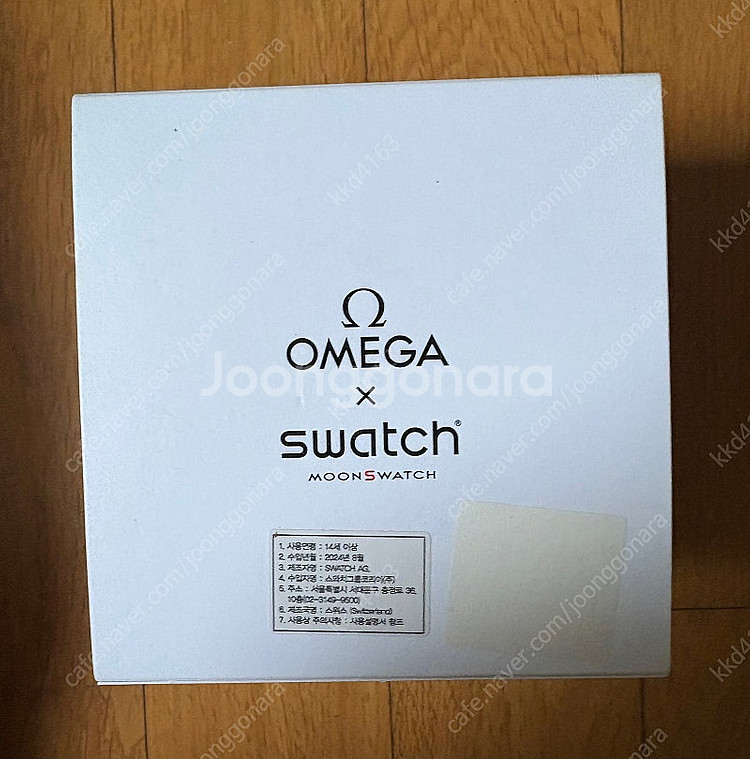 Ω
OMEGA
×
swatch®
MOONSWATCH
1. 사용연령 : 14세 이상
2. 수입년월 : 2024년 8월
3. 제조자명 : SWATCH AG.
4. 수입자명 : 스와치그룹코리아(주)
5. 주소 : 서울특별시 서대문구 충정로 36,
10층(02-3149-9500)
6. 제조국명 : 스위스 (Switzerland)
7. 사용상 주의사항 : 사용설명서 참조
Joonggonara
cafe.naver.com/joonggonara
kkd4163